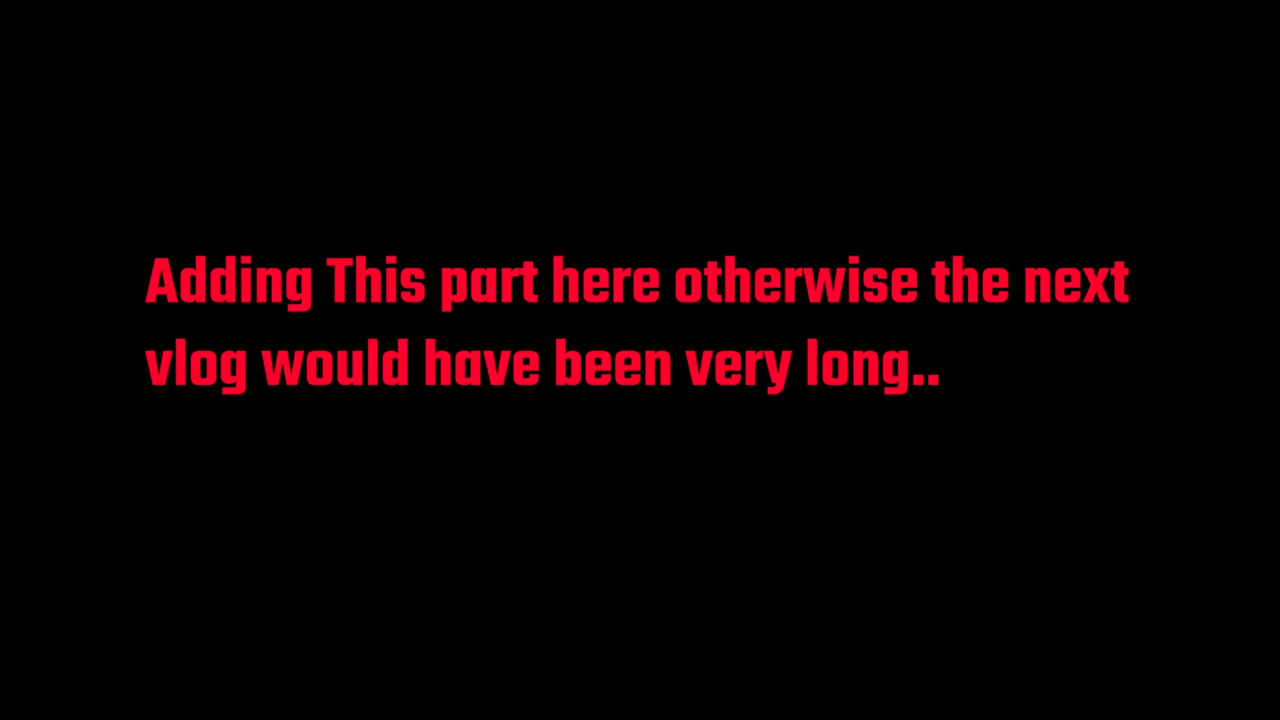 Adding This part here otherwise the next
vlog would have been very long..